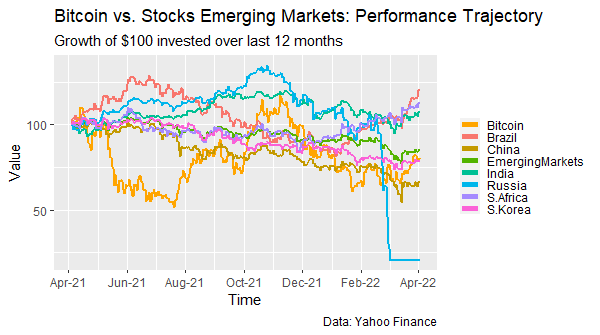 Bitcoin vs. Stocks Emerging Markets: Performance Trajectory
Growth of $100 invested over last 12 months
Value
100
50
Apr-21 Jun-21 Aug-21 Oct-21 Dec-21 Feb-22 Apr-22
Time
Bitcoin
Brazil
China
EmergingMarkets
India
Russia
S.Africa
S.Korea
Data: Yahoo Finance